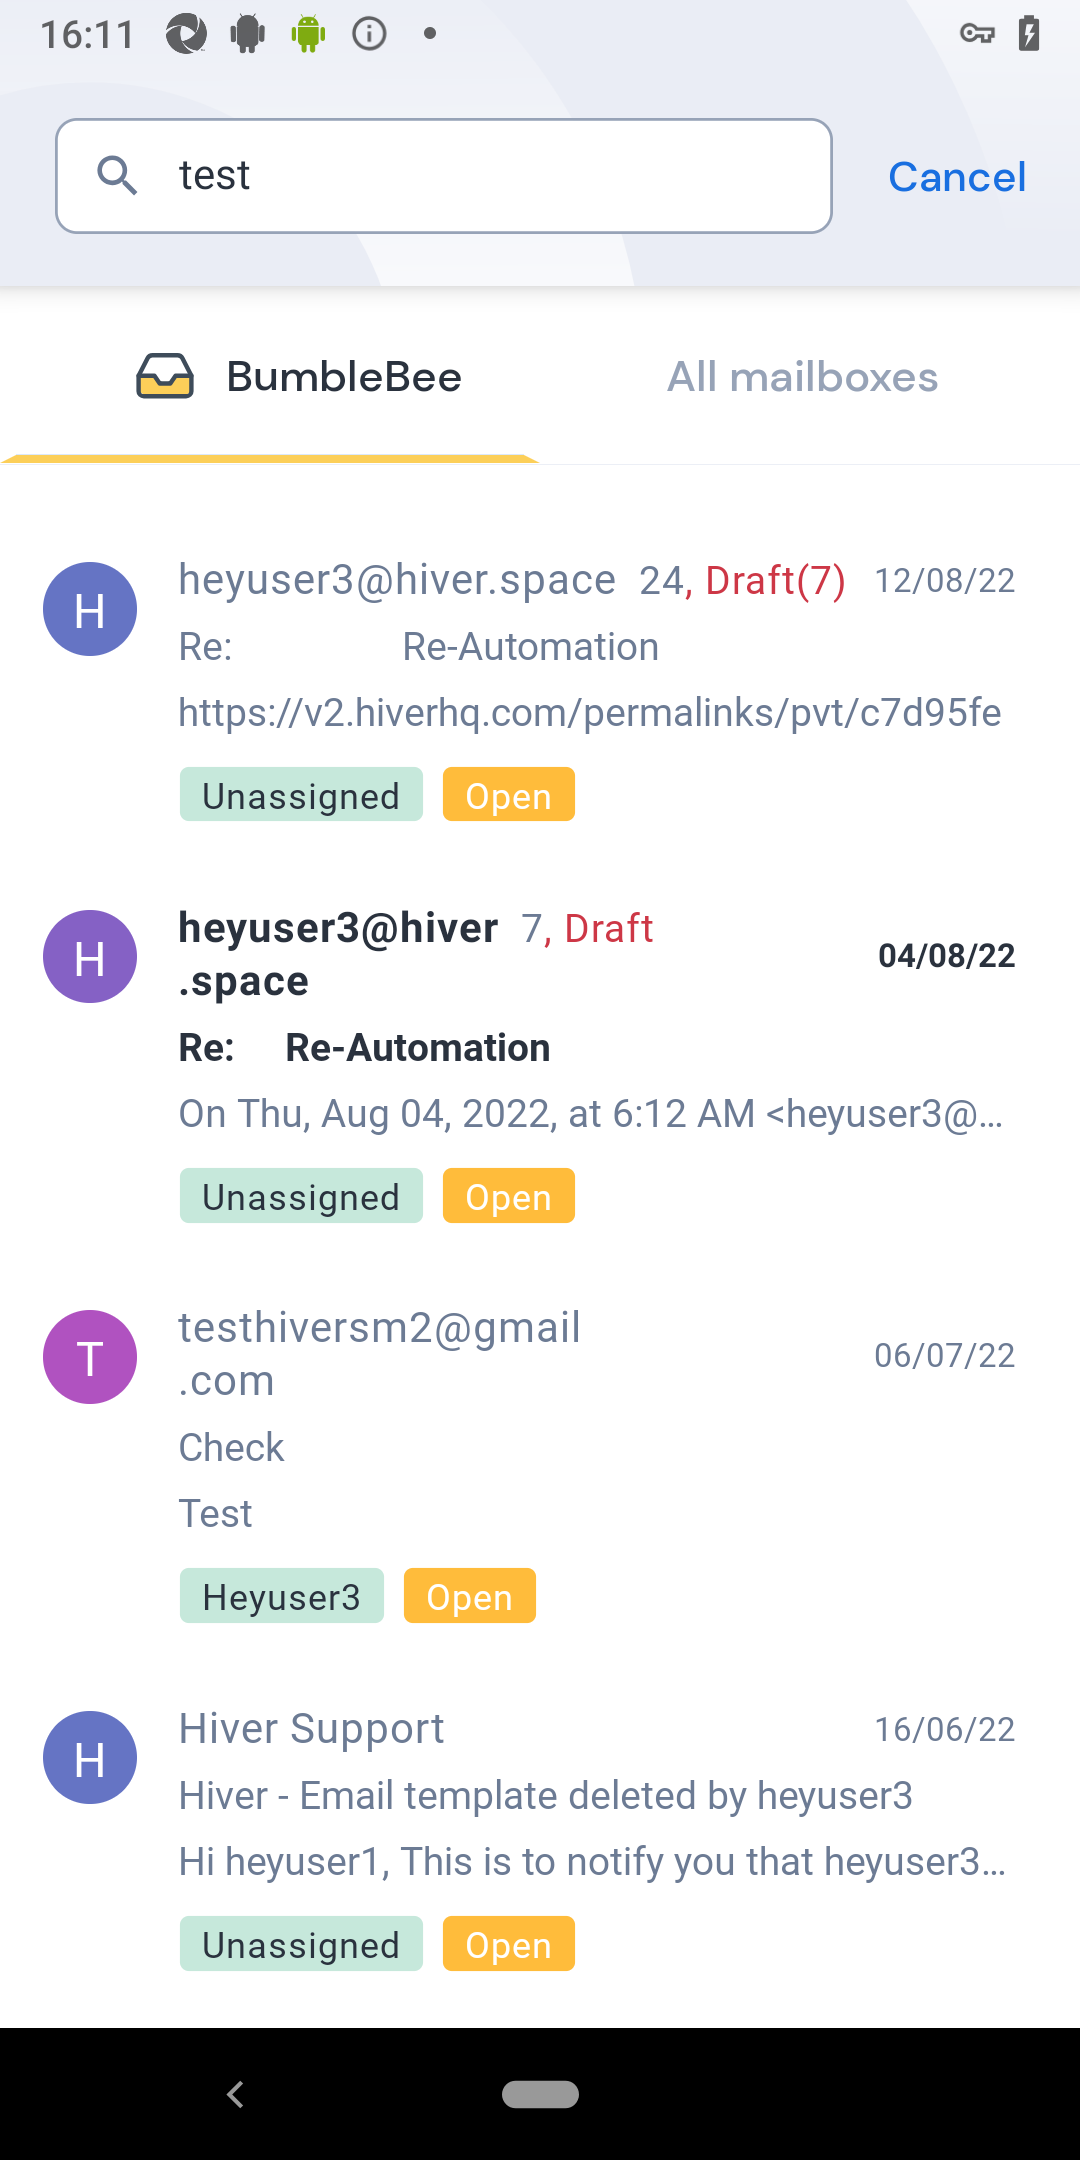 16:11
test
Cancel
BumbleBee
All mailboxes
H
heyuser3@hiver.space 24, Draft(7) 12/08/22
Re: Re-Automation
https://v2.hiverhq.com/permalinks/pvt/c7d95fe
Unassigned Open
H
heyuser3@hiver 7, Draft
.space
04/08/22
Re: Re-Automation
On Thu, Aug 04, 2022, at 6:12 AM <heyuser3@...
Unassigned Open
T
testhiversm2@gmail
.com
06/07/22
Check
Test
Heyuser3 Open
H
Hiver Support 16/06/22
Hiver - Email template deleted by heyuser3
Hi heyuser1, This is to notify you that heyuser3...
Unassigned Open